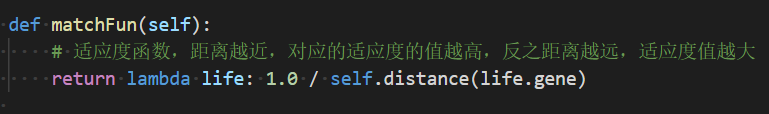 def matchFun(self):
# 适应度函数，距离越近，对应的适应度的值越高，反之距离越远，适应度值越大
return lambda life: 1.0 / self.distance(life.gene)